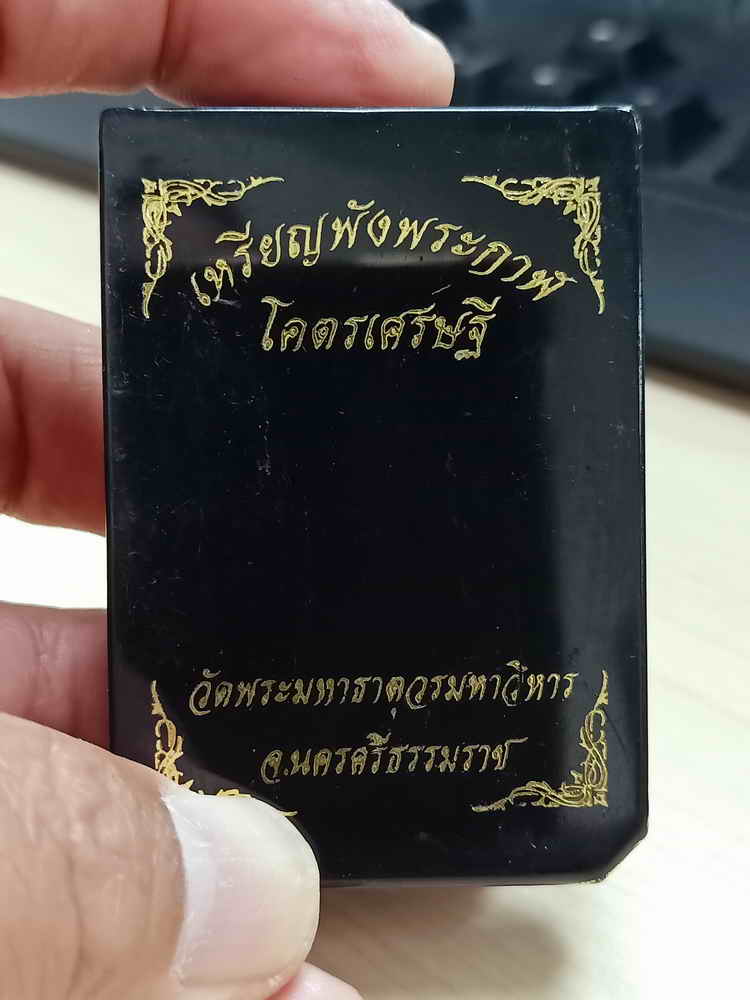 เหรียญพังพระกาฬ
โคตรเศรษฐี
วัดพระมหาธาตุวรมหาวิหาร
จ.นครศรีธรรมราช